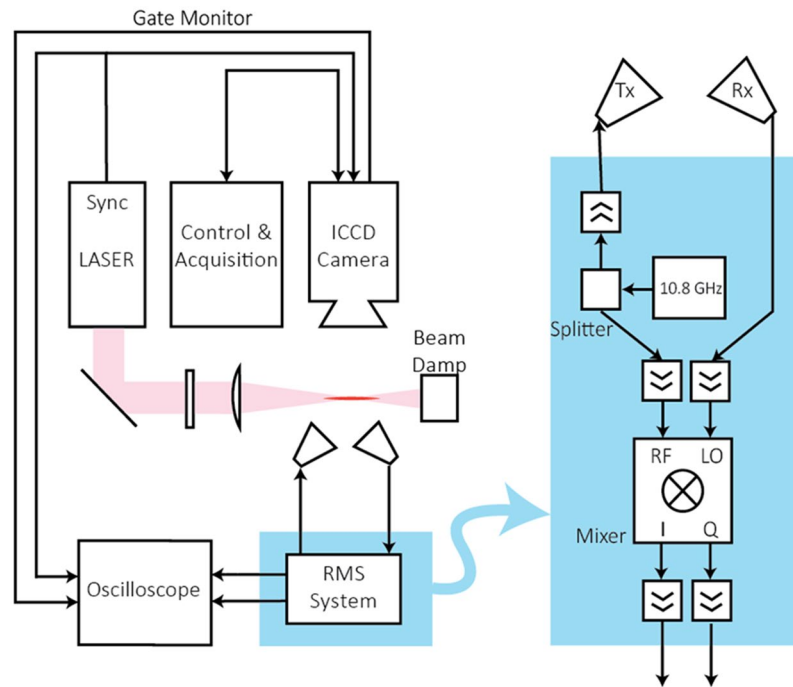 Gate Monitor
Sync
LASER
Control &
Acquisition
ICCD
Camera
Beam
Damp
Oscilloscope
RMS
System
Tx
Rx
10.8 GHz
Splitter
RF
LO
I
Q
Mixer